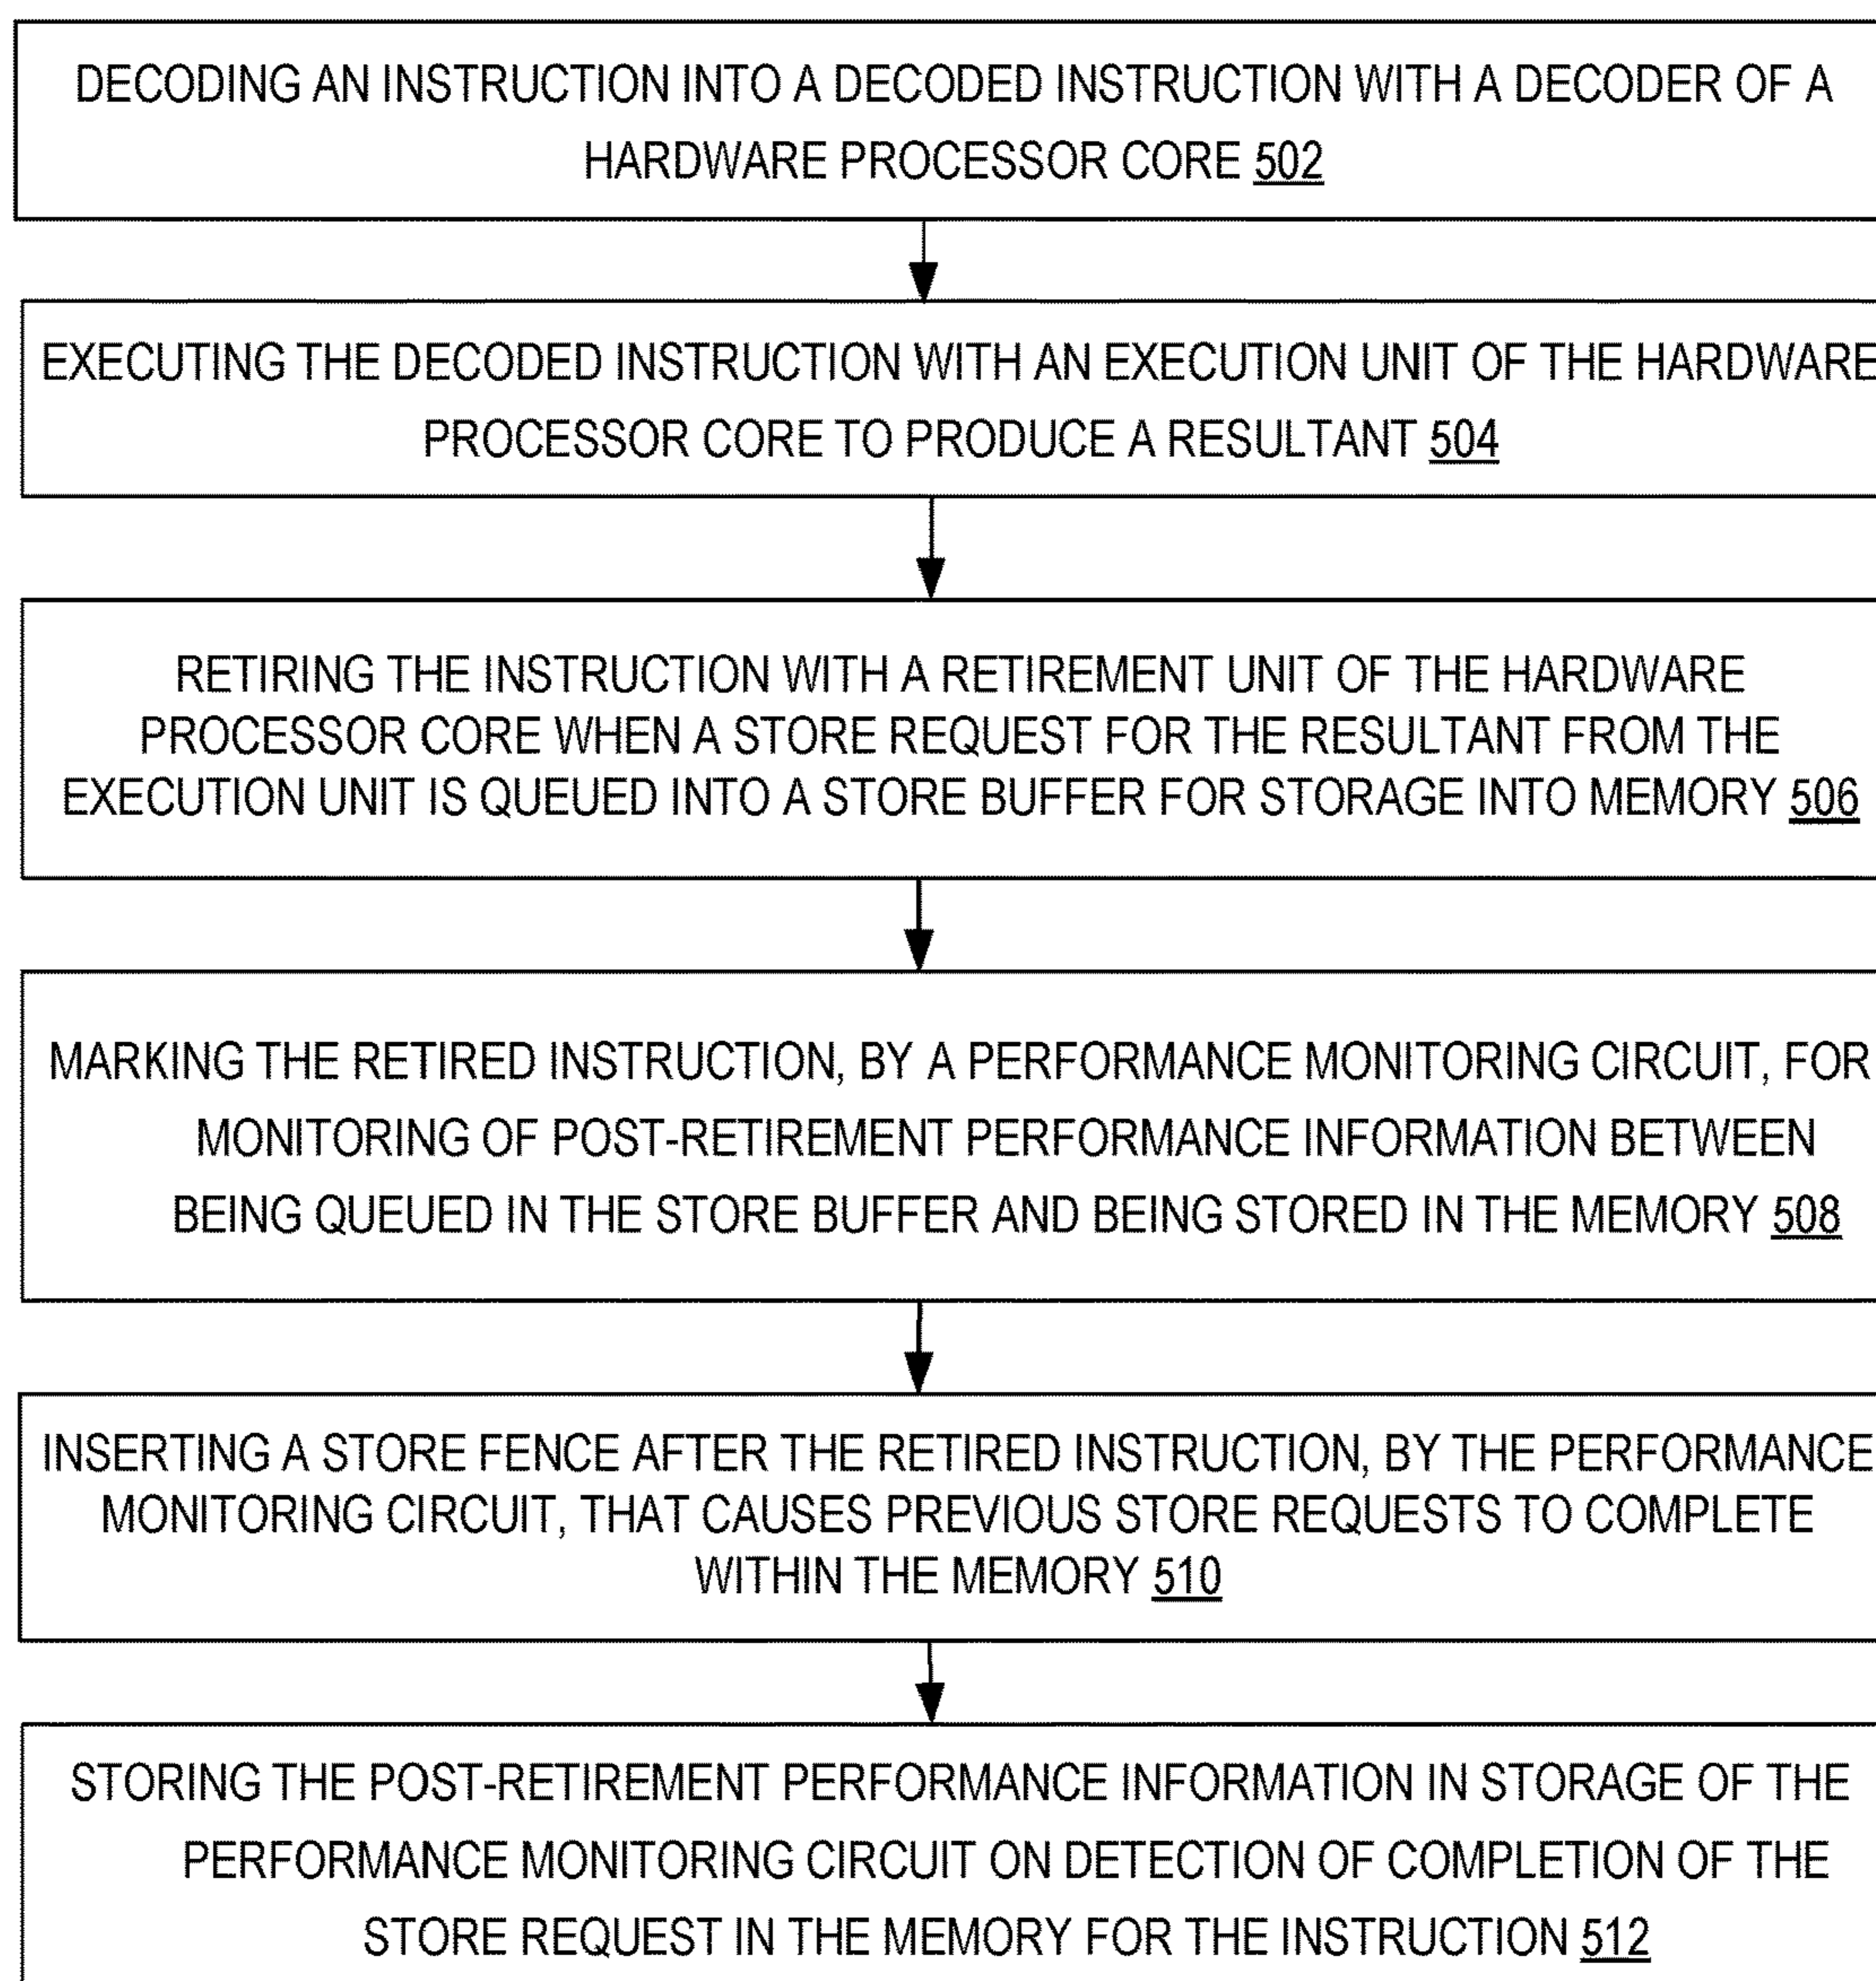 DECODING AN INSTRUCTION INTO A DECODED INSTRUCTION WITH A DECODER OF A
HARDWARE PROCESSOR CORE 502
EXECUTING THE DECODED INSTRUCTION WITH AN EXECUTION UNIT OF THE HARDWARE
PROCESSOR CORE TO PRODUCE A RESULTANT 504
RETIRING THE INSTRUCTION WITH A RETIREMENT UNIT OF THE HARDWARE
PROCESSOR CORE WHEN A STORE REQUEST FOR THE RESULTANT FROM THE
EXECUTION UNIT IS QUEUED INTO A STORE BUFFER FOR STORAGE INTO MEMORY 506
MARKING THE RETIRED INSTRUCTION, BY A PERFORMANCE MONITORING CIRCUIT, FOR
MONITORING OF POST-RETIREMENT PERFORMANCE INFORMATION BETWEEN
BEING QUEUED IN THE STORE BUFFER AND BEING STORED IN THE MEMORY 508
INSERTING A STORE FENCE AFTER THE RETIRED INSTRUCTION, BY THE PERFORMANCE
MONITORING CIRCUIT, THAT CAUSES PREVIOUS STORE REQUESTS TO COMPLETE
WITHIN THE MEMORY 510
STORING THE POST-RETIREMENT PERFORMANCE INFORMATION IN STORAGE OF THE
PERFORMANCE MONITORING CIRCUIT ON DETECTION OF COMPLETION OF THE
STORE REQUEST IN THE MEMORY FOR THE INSTRUCTION 512